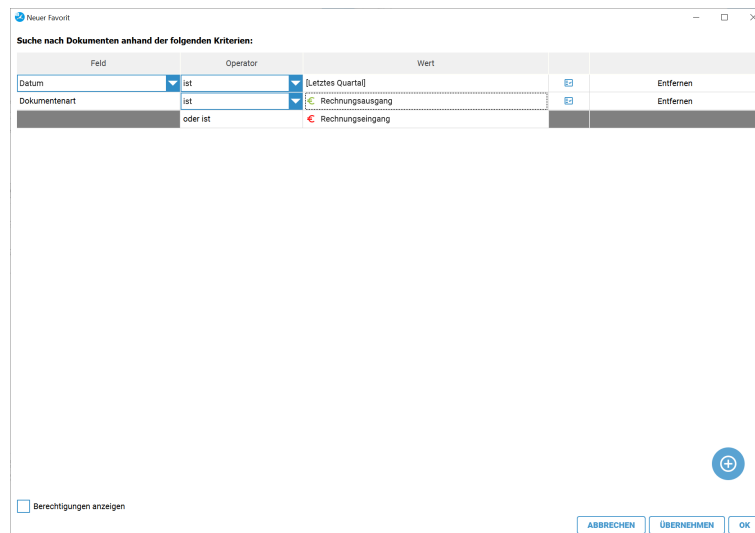 Neuer Favorit
Suche nach Dokumenten anhand der folgenden Kriterien:
Feld Operator Wert
Datum ist [Letztes Quartal] Entfernen
Dokumentenart ist € Rechnungsausgang Entfernen
oder ist € Rechnungseingang
Berechtigungen anzeigen
ABBRECHEN ÜBERNEHMEN OK